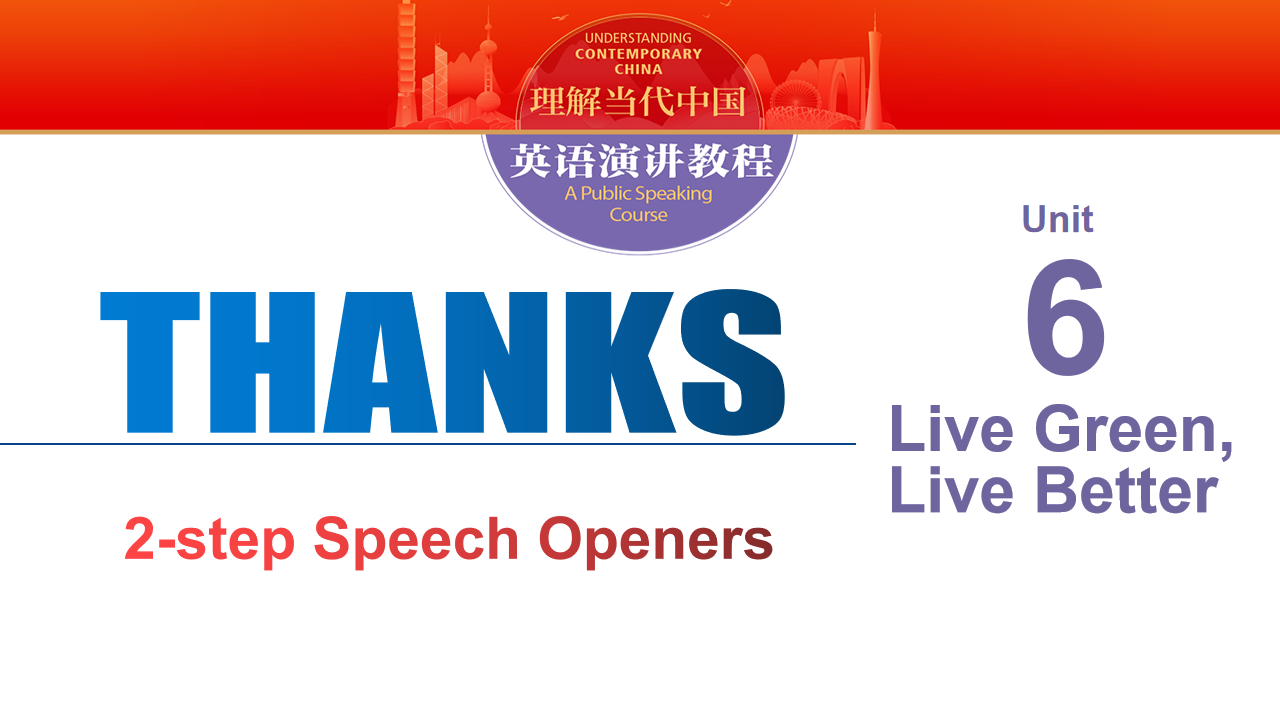 UNDERSTANDING
CONTEMPORARY
CHINA
理解当代中国
英语演讲教程
A Public Speaking
Course
THANKS
2-step Speech Openers
Unit
6
Live Green,
Live Better